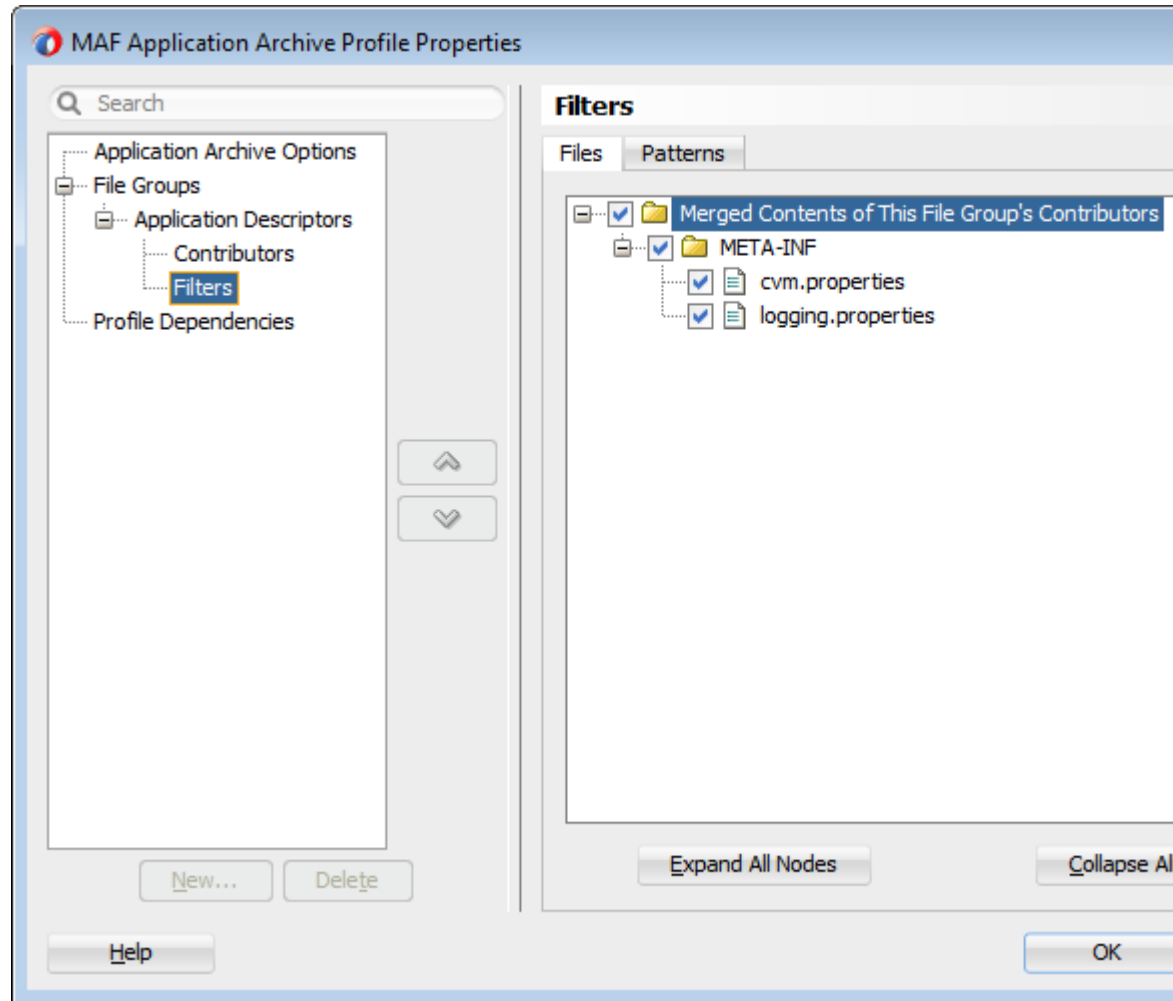 MAF Application Archive Profile Properties
Search
Application Archive Options
File Groups
Application Descriptors
Contributors
Filters
Profile Dependencies
New...
Delete
Filters
Files
Patterns
Merged Contents of This File Group's Contributors
META-INF
cvm.properties
logging.properties
Expand All Nodes
Collapse Al
Help
OK